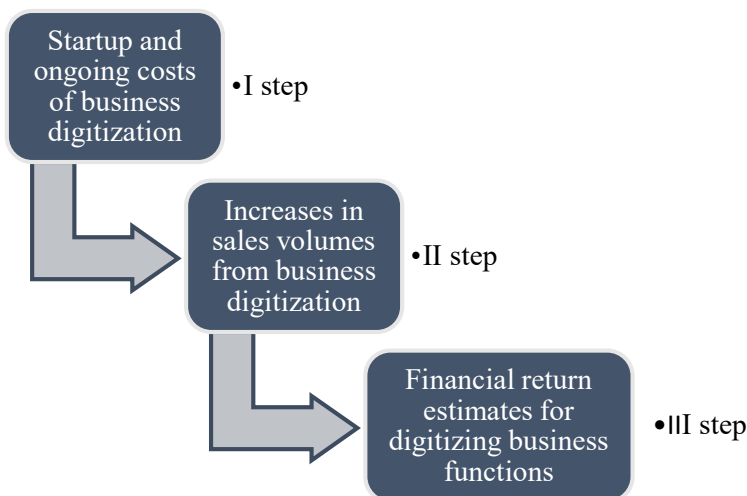 Startup and
ongoing costs
of business
digitization
•I step
Increases in
sales volumes
from business
digitization
•II step
Financial return
estimates for
digitizing business
functions
•III step